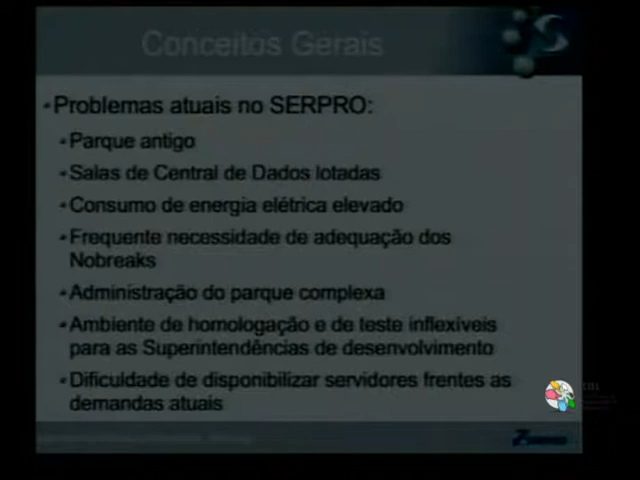 Conceitos Gerais
Problemas atuais no SERPRO:
Parque antigo
Salas de Central de Dados lotadas
Consumo de energia elétrica elevado
Frequente necessidade de adequação dos
Nobreaks
Administração do parque complexa
Ambiente de homologação e de teste inflexíveis
para as Superintendências de desenvolvimento
Dificuldade de disponibilizar servidores frentes as
demandas atuais